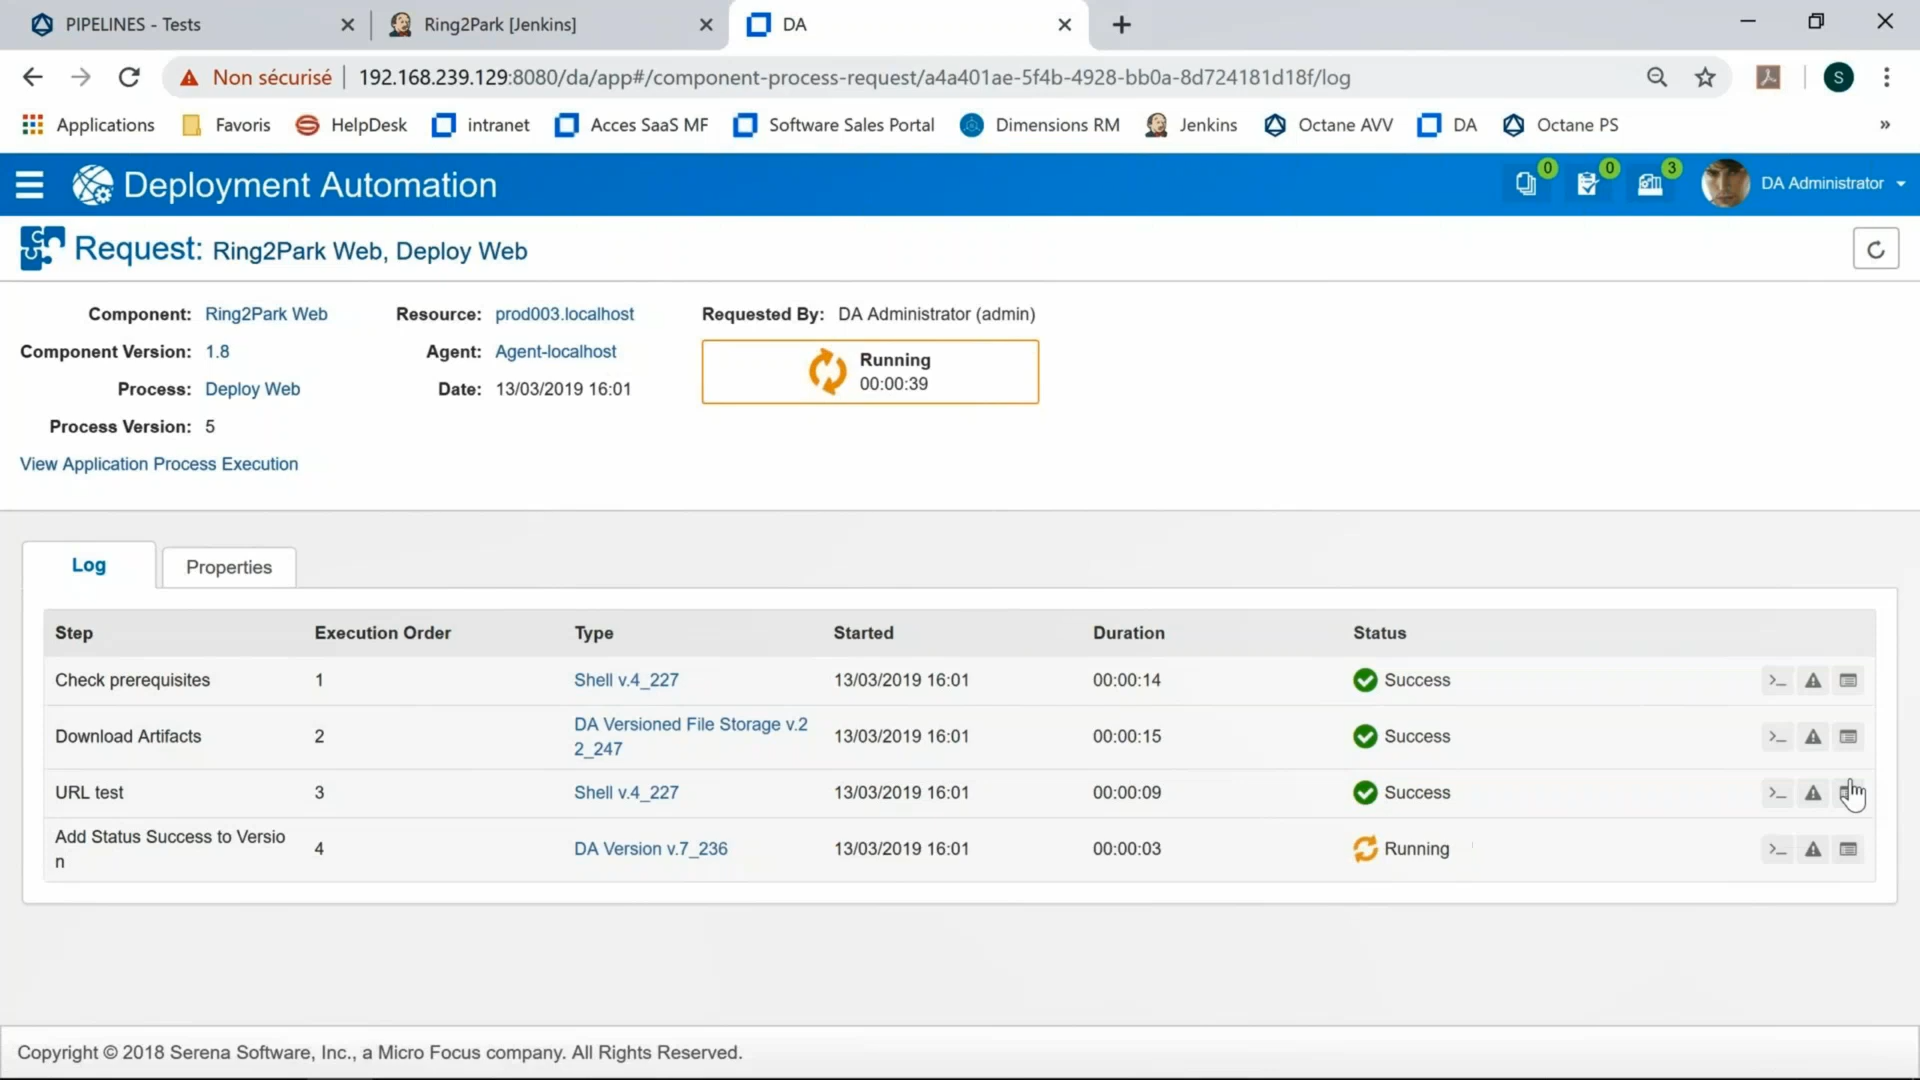 PIPELINES - Tests
Ring2Park [Jenkins]
DA
Non sécurisé
192.168.239.129:8080/da/app#/component-process-request/a4a401ae-5f4b-4928-bb0a-8d724181d18f/log
S
Applications
Favoris
HelpDesk
intranet
Acces SaaS MF
Software Sales Portal
Dimensions RM
Jenkins
Octane AVV
DA
Octane PS
»
Deployment Automation
0
0
3
DA Administrator
Request: Ring2Park Web, Deploy Web
Component: Ring2Park Web
Resource: prod003.localhost
Requested By: DA Administrator (admin)
Component Version: 1.8
Agent: Agent-localhost
Running
00:00:39
Process: Deploy Web
Date: 13/03/2019 16:01
Process Version: 5
View Application Process Execution
Log
Properties
Step Execution Order Type Started Duration Status
Check prerequisites 1 Shell v.4_227 13/03/2019 16:01 00:00:14 Success
Download Artifacts 2 DA Versioned File Storage v.2
2_247 13/03/2019 16:01 00:00:15 Success
URL test 3 Shell v.4_227 13/03/2019 16:01 00:00:09 Success
Add Status Success to Versio
n 4 DA Version v.7_236 13/03/2019 16:01 00:00:03 Running
Copyright © 2018 Serena Software, Inc., a Micro Focus company. All Rights Reserved.